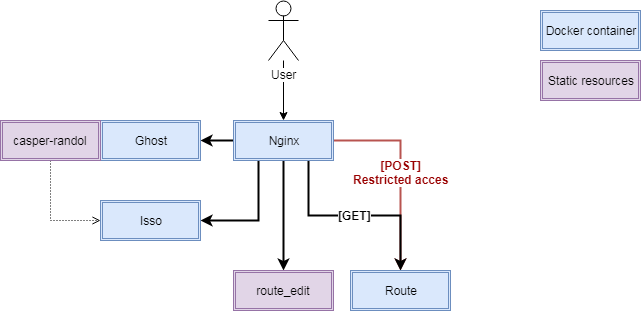 Docker container
User
Static resources
casper-randol
Ghost
Nginx
[POST]
Restricted acces
Isso
[GET]
route_edit
Route